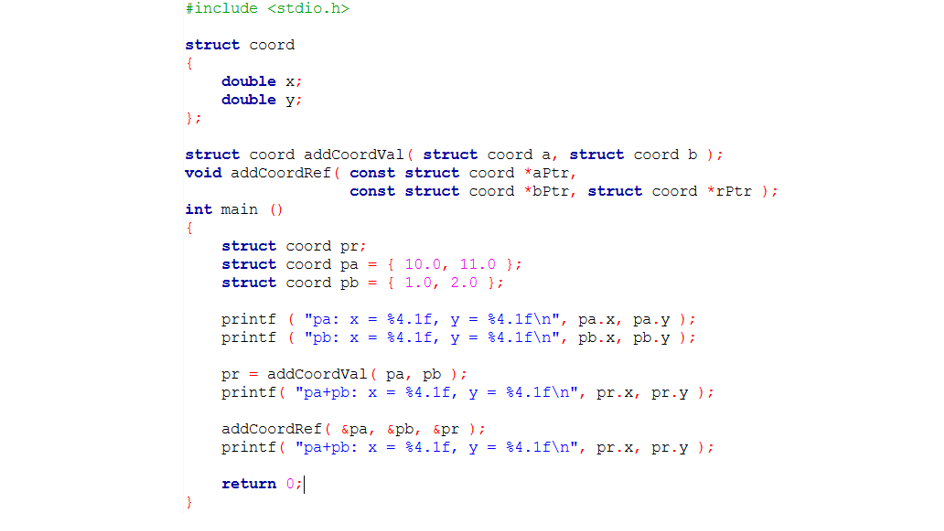 #include <stdio.h>
struct coord
{
    double x;
    double y;
};
struct coord addCoordVal( struct coord a, struct coord b );
void addCoordRef( const struct coord *aPtr,
                  const struct coord *bPtr, struct coord *rPtr );
int main ()
{
    struct coord pr;
    struct coord pa = { 10.0, 11.0 };
    struct coord pb = { 1.0, 2.0 };
    printf ( "pa: x = %4.1f, y = %4.1f\n", pa.x, pa.y );
    printf ( "pb: x = %4.1f, y = %4.1f\n", pb.x, pb.y );
    pr = addCoordVal( pa, pb );
    printf( "pa+pb: x = %4.1f, y = %4.1f\n", pr.x, pr.y );
    addCoordRef( &pa, &pb, &pr );
    printf( "pa+pb: x = %4.1f, y = %4.1f\n", pr.x, pr.y );
    return 0;
}